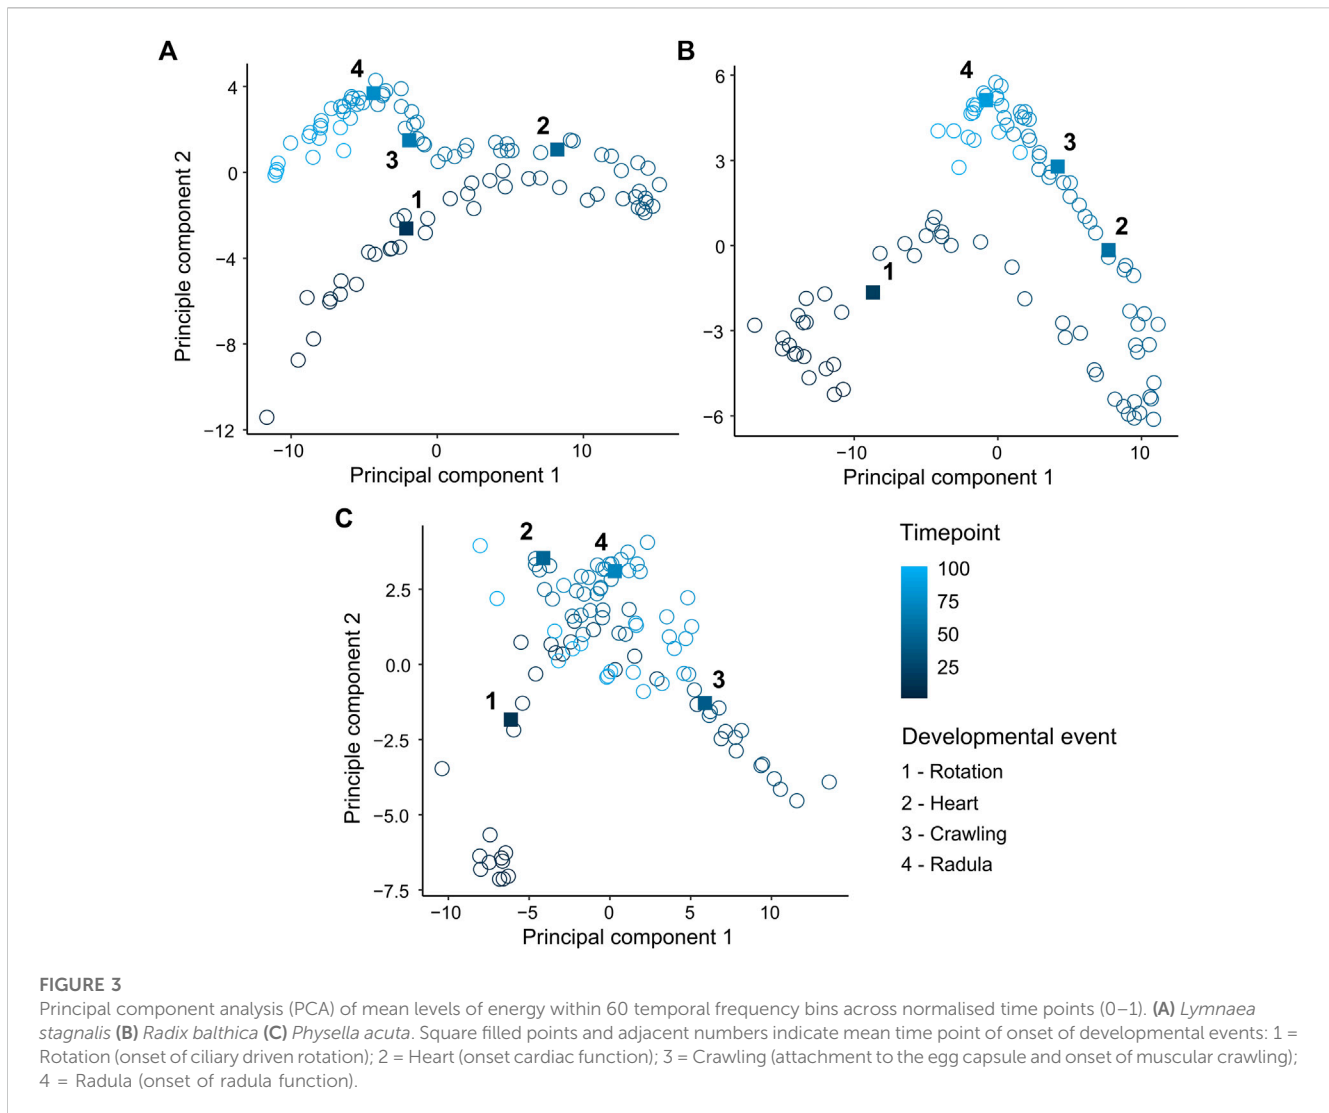 A
4
0
−4
−8
−12
−10
0
10
Principle component 2
Principal component 1
4
3
2
1
B
6
3
0
−3
−6
−10
0
10
Principal component 1
4
3
2
1
C
2.5
0.0
−2.5
−5.0
−7.5
−10
−5
0
5
10
Principle component 2
Principal component 1
2
4
1
3
Timepoint
100
75
50
25
Developmental event
1 - Rotation
2 - Heart
3 - Crawling
4 - Radula
FIGURE 3
Principal component analysis (PCA) of mean levels of energy within 60 temporal frequency bins across normalised time points (0–1). (A) Lymnaea
stagnalis (B) Radix balthica (C) Physella acuta. Square filled points and adjacent numbers indicate mean time point of onset of developmental events: 1 =
Rotation (onset of ciliary driven rotation); 2 = Heart (onset cardiac function); 3 = Crawling (attachment to the egg capsule and onset of muscular crawling);
4 = Radula (onset of radula function).